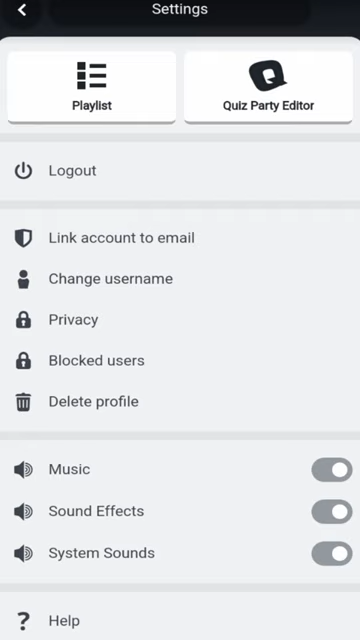 Settings
Playlist
Quiz Party Editor
Logout
Link account to email
Change username
Privacy
Blocked users
Delete profile
Music
Sound Effects
System Sounds
Help